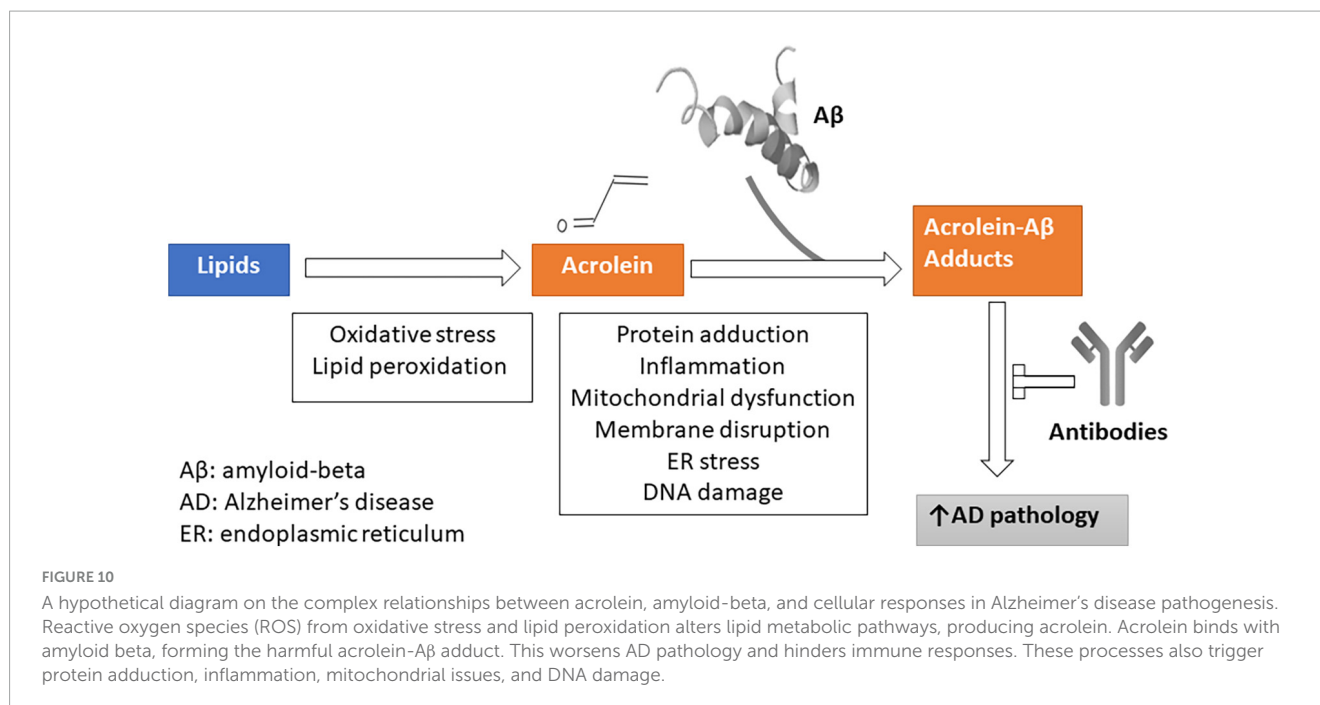 Aβ
O
Lipids
Acrolein
Acrolein-Aβ
Adducts
Oxidative stress
Lipid peroxidation
Protein adduction
Inflammation
Mitochondrial dysfunction
Membrane disruption
ER stress
DNA damage
Antibodies
↑AD pathology
Aβ: amyloid-beta
AD: Alzheimer’s disease
ER: endoplasmic reticulum
FIGURE 10
A hypothetical diagram on the complex relationships between acrolein, amyloid-beta, and cellular responses in Alzheimer’s disease pathogenesis.
Reactive oxygen species (ROS) from oxidative stress and lipid peroxidation alters lipid metabolic pathways, producing acrolein. Acrolein binds with
amyloid beta, forming the harmful acrolein-Aβ adduct. This worsens AD pathology and hinders immune responses. These processes also trigger
protein adduction, inflammation, mitochondrial issues, and DNA damage.